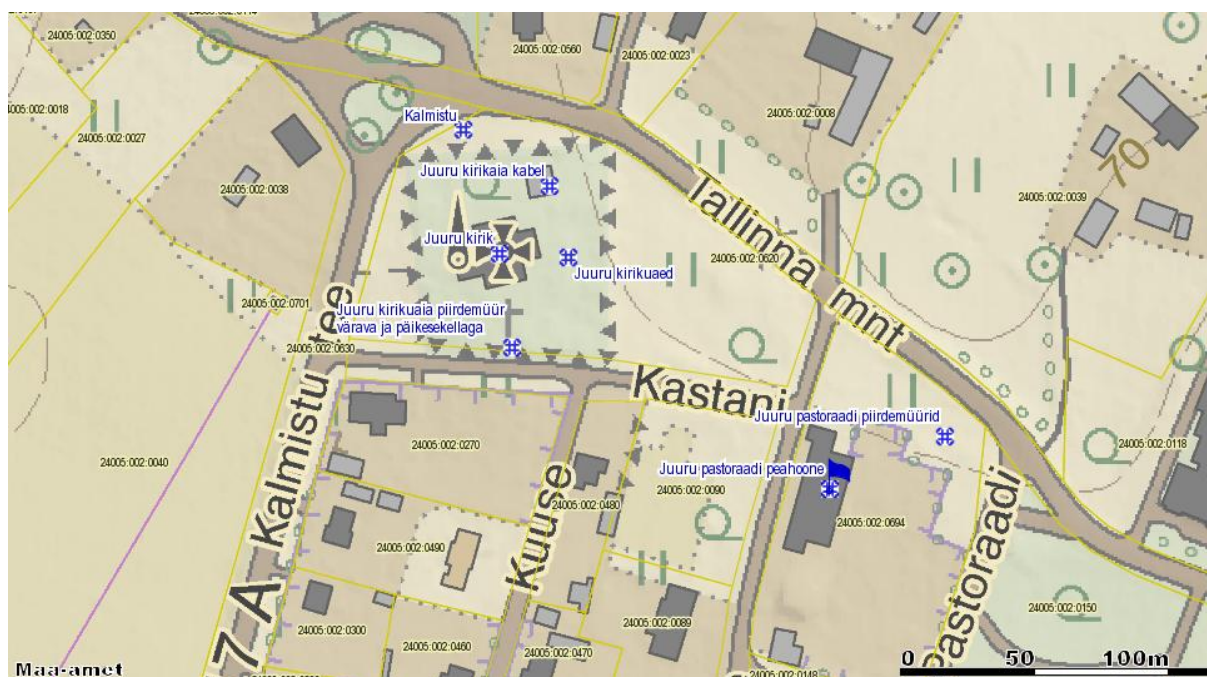 24005:002:0350
24005:002:0114
24005:002:0560
24005:002:0023
24005:002:0018
24005:002:0027
Kalmistu
24005:002:0008
70
Juuru kirikaia kabel
24005:002:0038
24005:002:0039
Juuru kirik
Tallinna mnt
24005:002:0620
Juuru kirikuaed
24005:002:0701
Juuru kirikuaia piirdemüür
värava ja päikesekellaga
24005:002:0630
Kastani
Juuru pastoraadi piirdemüürid
24005:002:0270
24005:002:0118
24005:002:0040
Juuru pastoraadi peahoone
24005:002:0090
24005:002:0480
24005:002:0694
24005:002:0490
Kuuse
7 A Kalmistu tee
Pastoraadi
24005:002:0150
24005:002:0300
24005:002:0089
24005:002:0460
24005:002:0470
24005:002:0148
Maa-amet
0 50 100m